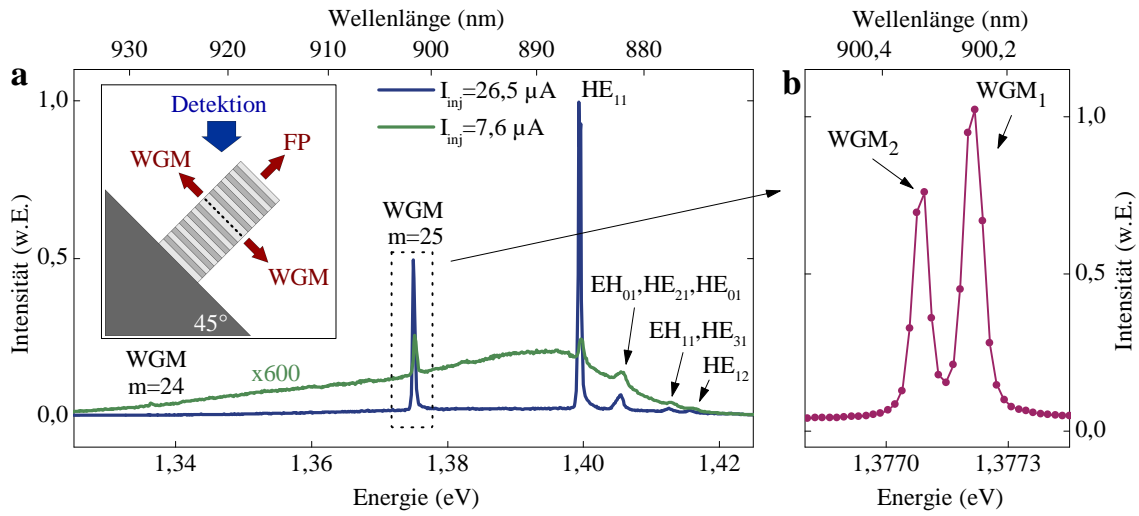 Wellenlänge (nm)
930 920 910 900 890 880
a
1,0
0,5
0,0
Intensität (w.E.)
Detektion
WGM
FP
WGM
45°
I_inj=26,5 µA
I_inj=7,6 µA
HE_11
WGM
m=25
EH_01,HE_21,HE_01
EH_11,HE_31
HE_12
WGM
m=24
x600
1,34 1,36 1,38 1,40 1,42
Energie (eV)
Wellenlänge (nm)
900,4 900,2
b
WGM_1
WGM_2
1,0
0,5
0,0
Intensität (w.E.)
1,3770 1,3773
Energie (eV)